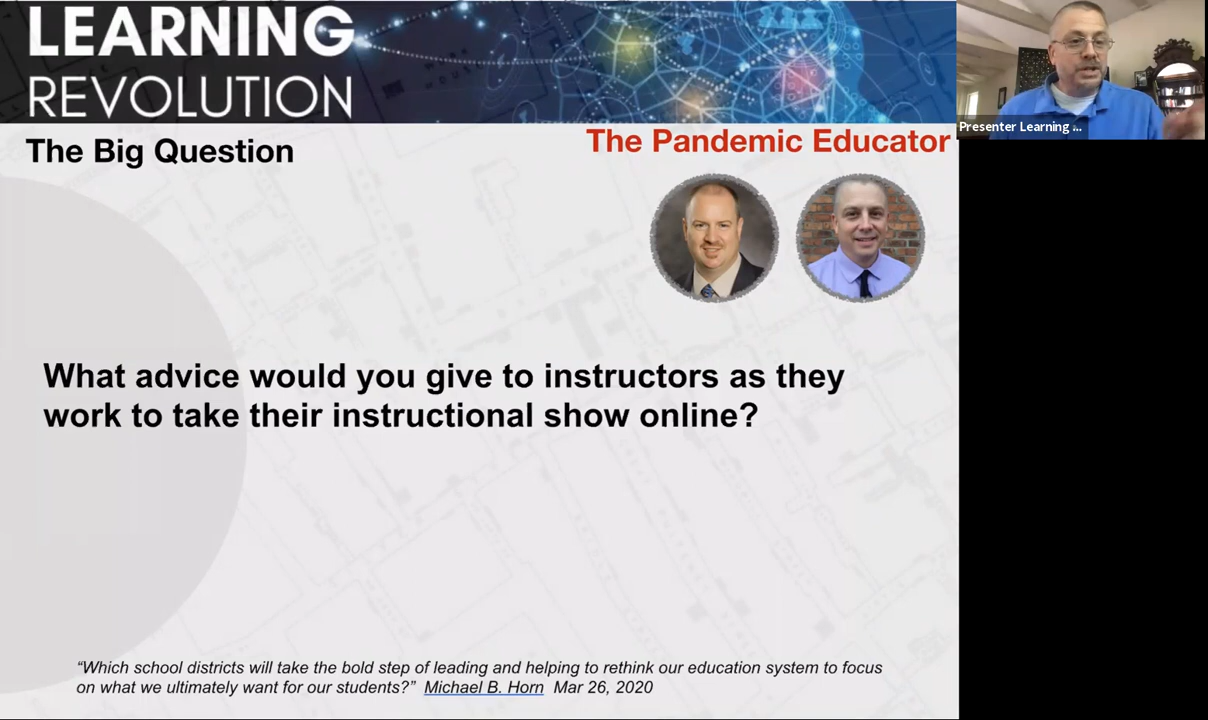 LEARNING
REVOLUTION
Presenter Learning ...
The Big Question
The Pandemic Educator
What advice would you give to instructors as they
work to take their instructional show online?
“Which school districts will take the bold step of leading and helping to rethink our education system to focus
on what we ultimately want for our students?” Michael B. Horn Mar 26, 2020